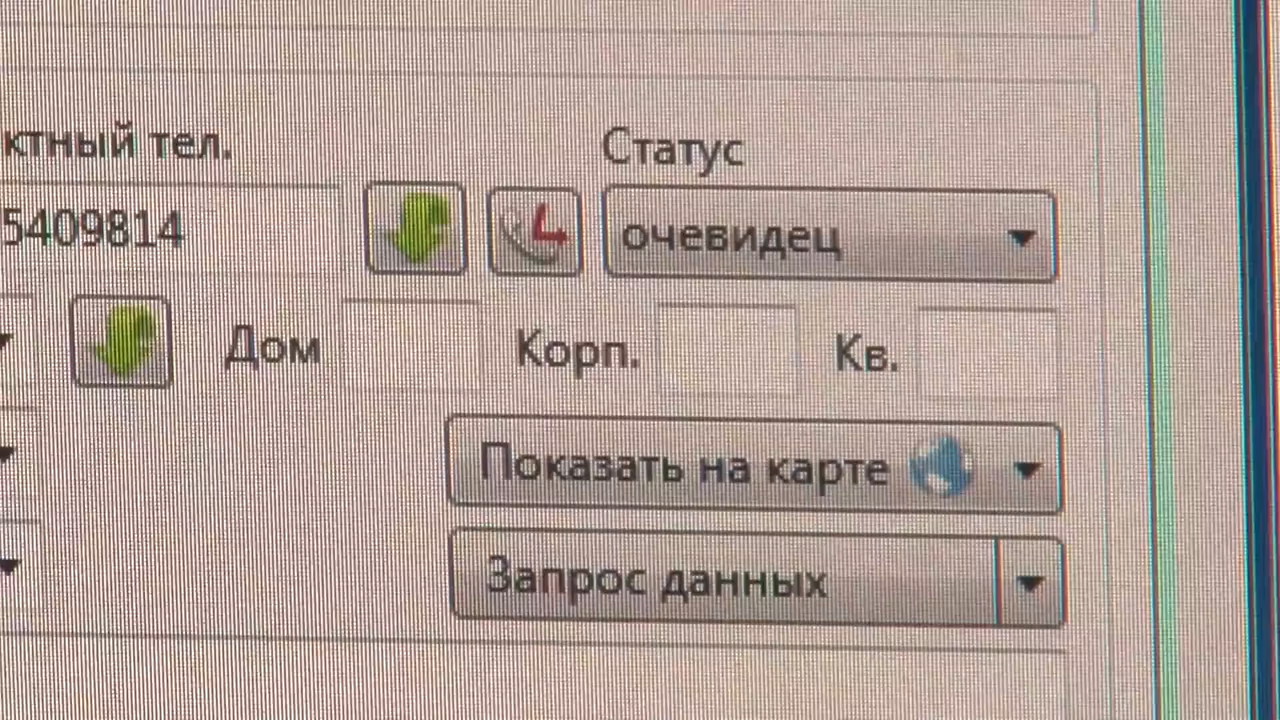 ктный тел.
Статус
5409814
очевидец
Дом
Корп.
Кв.
Показать на карте
Запрос данных